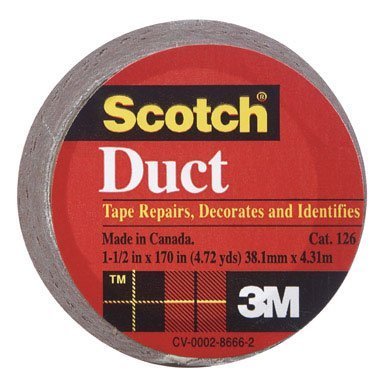 Scotch®
Duct
Tape Repairs, Decorates and Identifies
Made in Canada. Cat. 126
1-1/2 in x 170 in (4.72 yds) 38.1mm x 4.31m
™
3M
CV-0002-8666-2